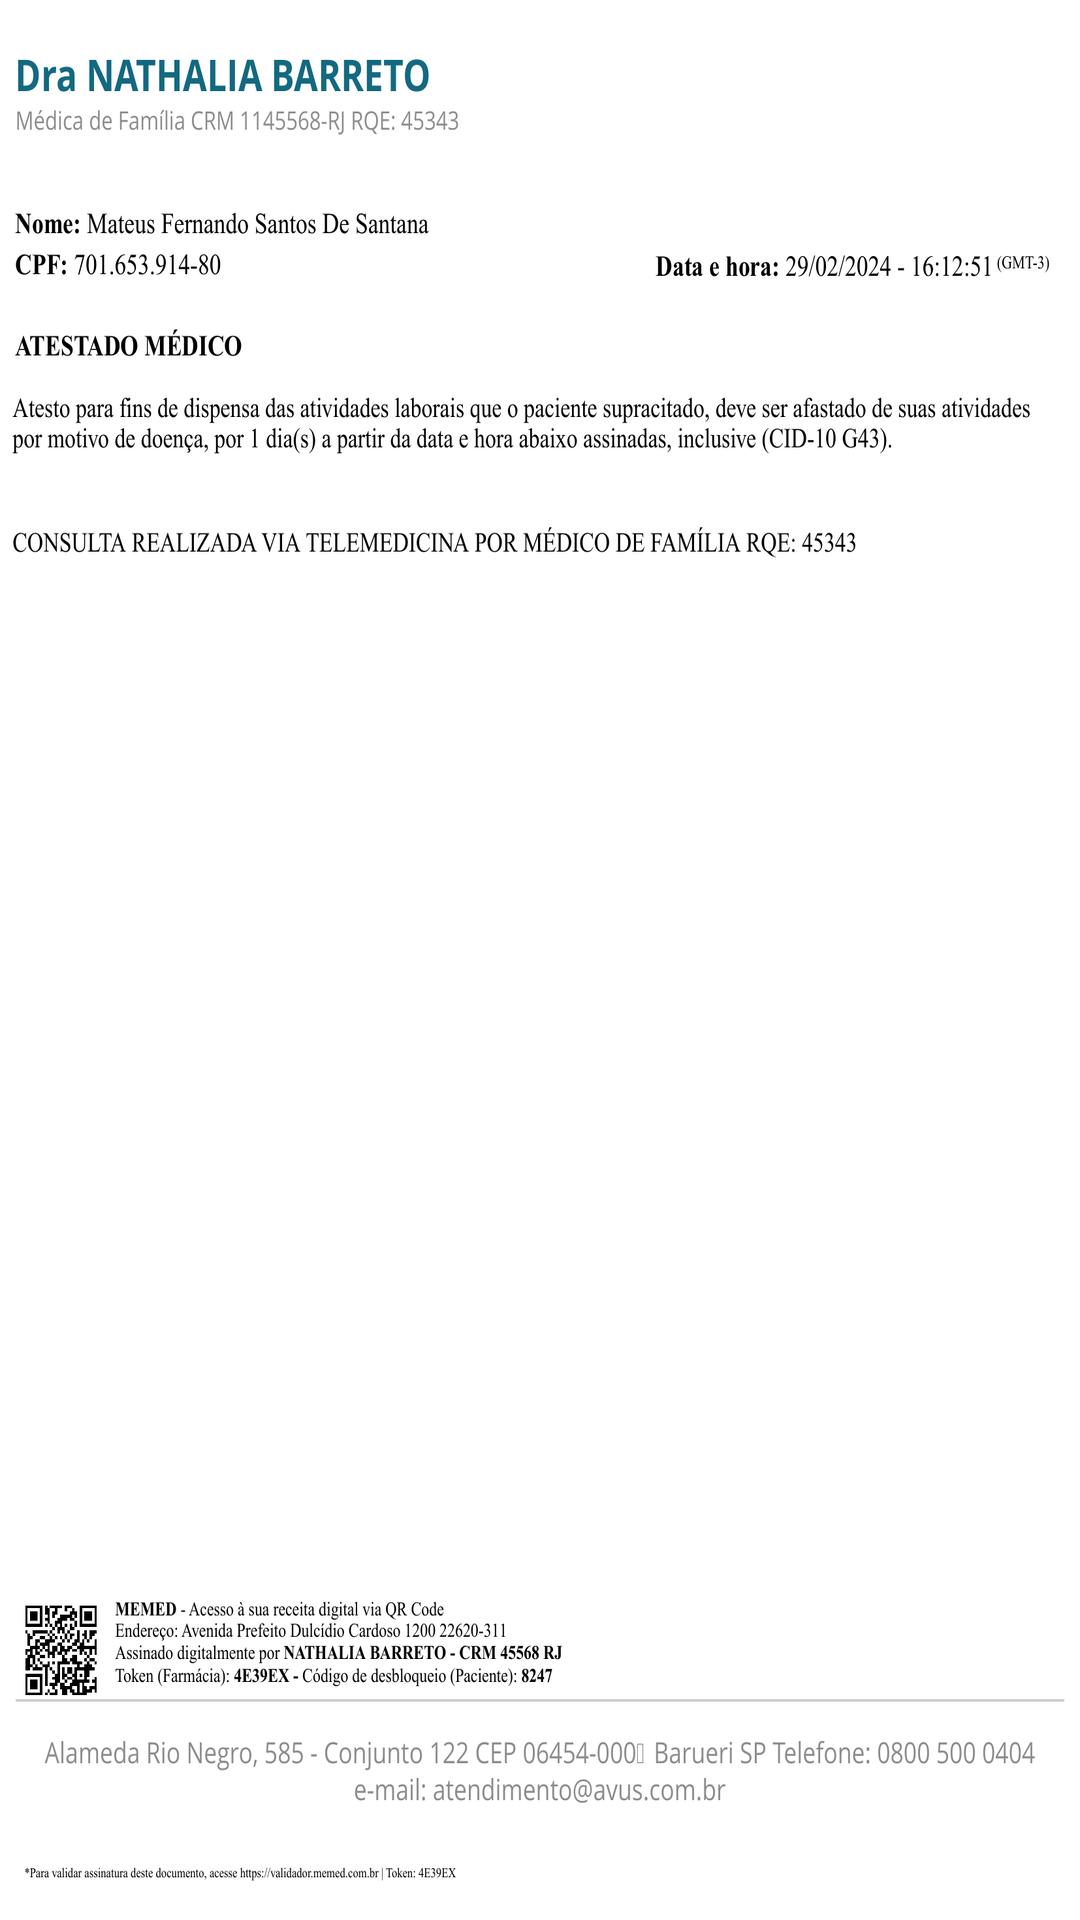 Dra NATHALIA BARRETO
Médica de Família CRM 1145568-RJ RQE: 45343
Nome: Mateus Fernando Santos De Santana
CPF: 701.653.914-80
Data e hora: 29/02/2024 - 16:12:51 (GMT-3)
ATESTADO MÉDICO
Atesto para fins de dispensa das atividades laborais que o paciente supracitado, deve ser afastado de suas atividades
por motivo de doença, por 1 dia(s) a partir da data e hora abaixo assinadas, inclusive (CID-10 G43).
CONSULTA REALIZADA VIA TELEMEDICINA POR MÉDICO DE FAMÍLIA RQE: 45343
MEMED - Acesso à sua receita digital via QR Code
Endereço: Avenida Prefeito Dulcídio Cardoso 1200 22620-311
Assinado digitalmente por NATHALIA BARRETO - CRM 45568 RJ
Token (Farmácia): 4E39EX - Código de desbloqueio (Paciente): 8247
Alameda Rio Negro, 585 - Conjunto 122 CEP 06454-000 Barueri SP Telefone: 0800 500 0404
e-mail: atendimento@avus.com.br
*Para validar assinatura deste documento, acesse https://validador.memed.com.br | Token: 4E39EX